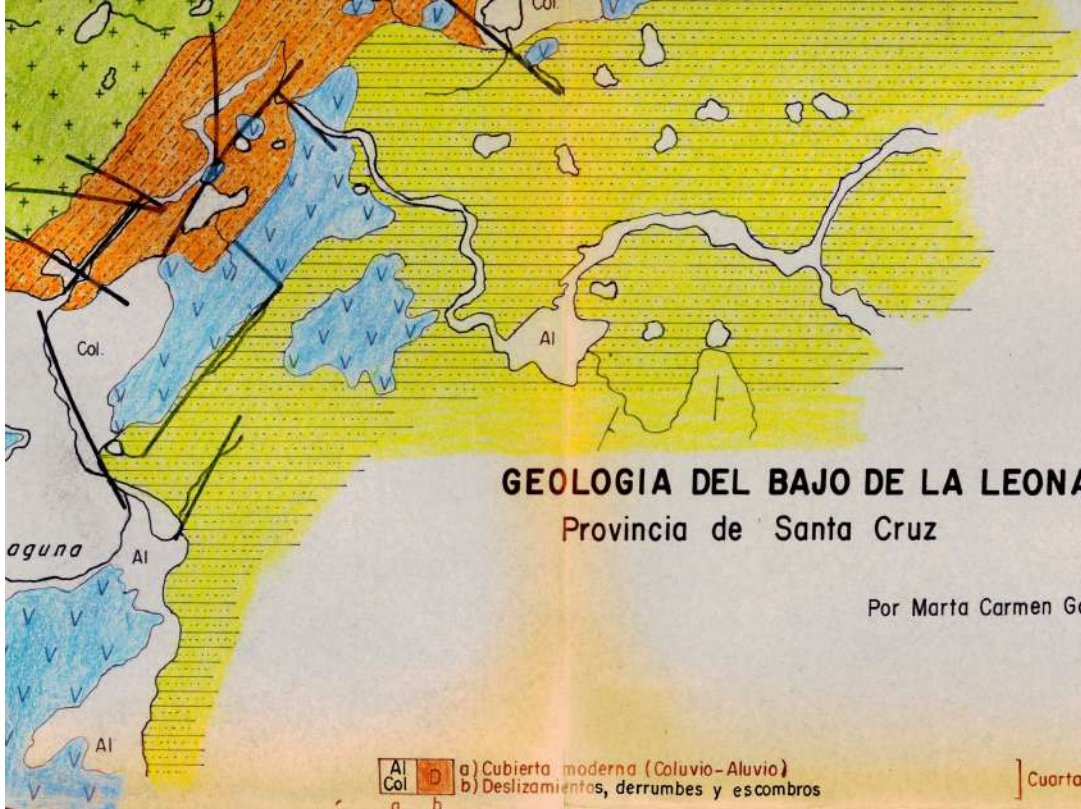 Col.
Al
Col.
GEOLOGIA DEL BAJO DE LA LEONA
Provincia de Santa Cruz
aguna
Al
Por Marta Carmen Go
Al
Al Col D a) Cubierta moderna (Coluvio-Aluvio)
b) Deslizamientos, derrumbes y escombros
Cuarta
a b